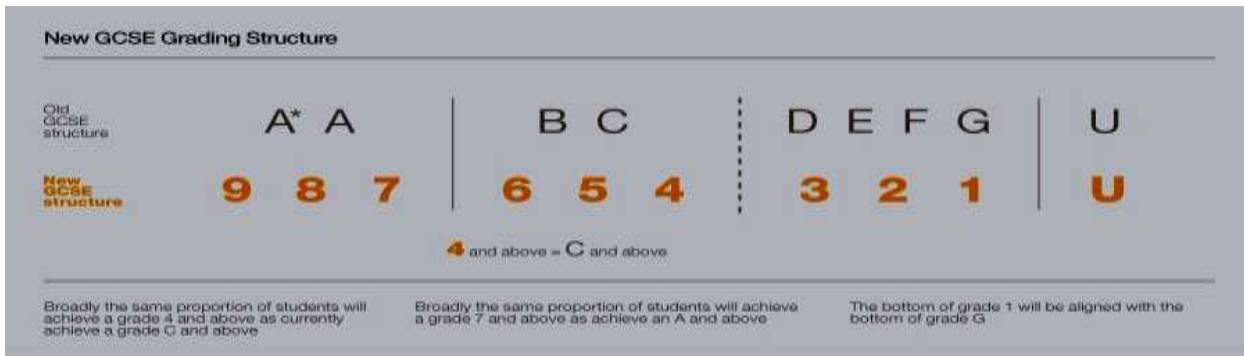 New GCSE Grading Structure
Old
GCSE
structure
A* A B C D E F G U
New
GCSE
structure
9 8 7 6 5 4 3 2 1 U
4 and above = C and above
Broadly the same proportion of students will
achieve a grade 4 and above as currently
achieve a grade C and above
Broadly the same proportion of students will achieve
a grade 7 and above as achieve an A and above
The bottom of grade 1 will be aligned with the
bottom of grade G